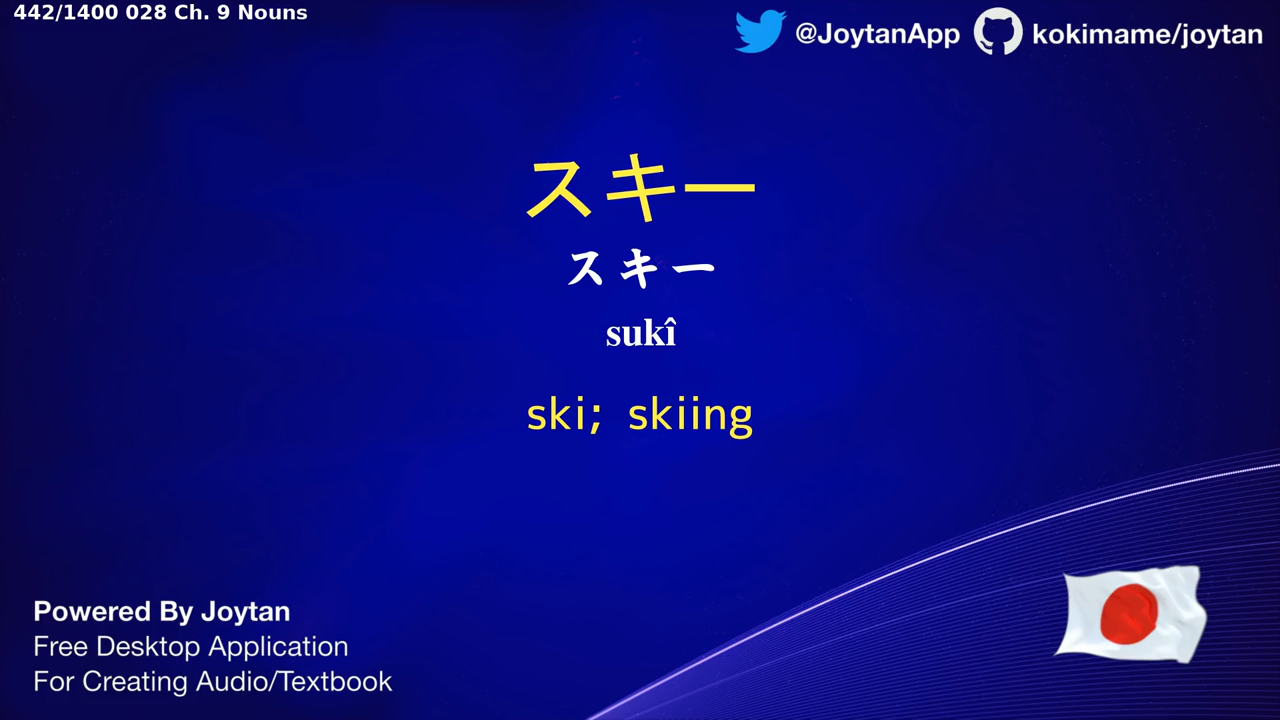 442/1400 028 Ch. 9 Nouns
@JoytanApp kokimame/joytan
スキー
スキー
sukî
ski; skiing
Powered By Joytan
Free Desktop Application
For Creating Audio/Textbook